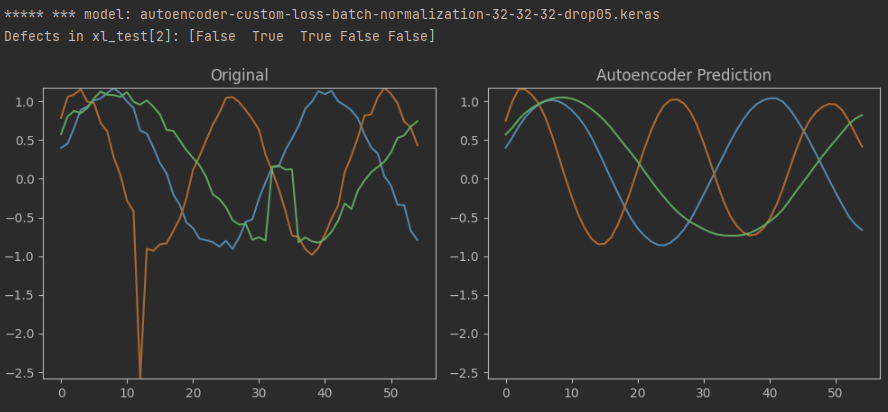 ***** *** model: autoencoder-custom-loss-batch-normalization-32-32-32-drop05.keras
Defects in xl_test[2]: [False  True  True False False]
Original
1.0
0.5
0.0
−0.5
−1.0
−1.5
−2.0
−2.5
0 10 20 30 40 50
Autoencoder Prediction
1.0
0.5
0.0
−0.5
−1.0
−1.5
−2.0
−2.5
0 10 20 30 40 50